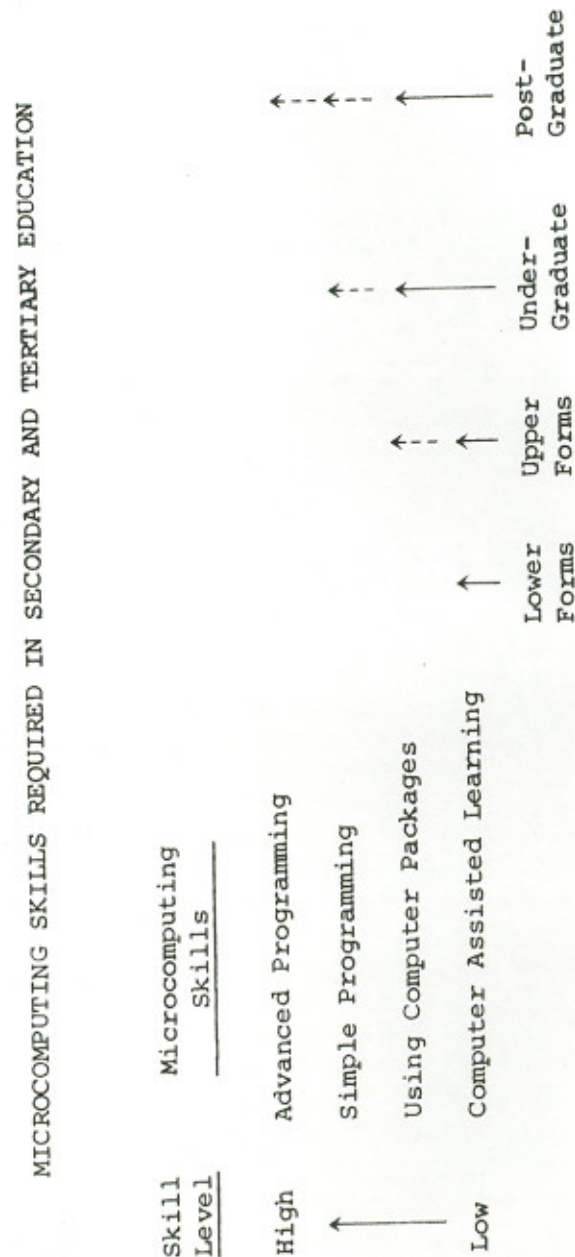 MICROCOMPUTING SKILLS REQUIRED IN SECONDARY AND TERTIARY EDUCATION
Skill
Level
Microcomputing
Skills
High
Advanced Programming
Simple Programming
Using Computer Packages
Low
Computer Assisted Learning
Lower
Forms
Upper
Forms
Under-
Graduate
Post-
Graduate